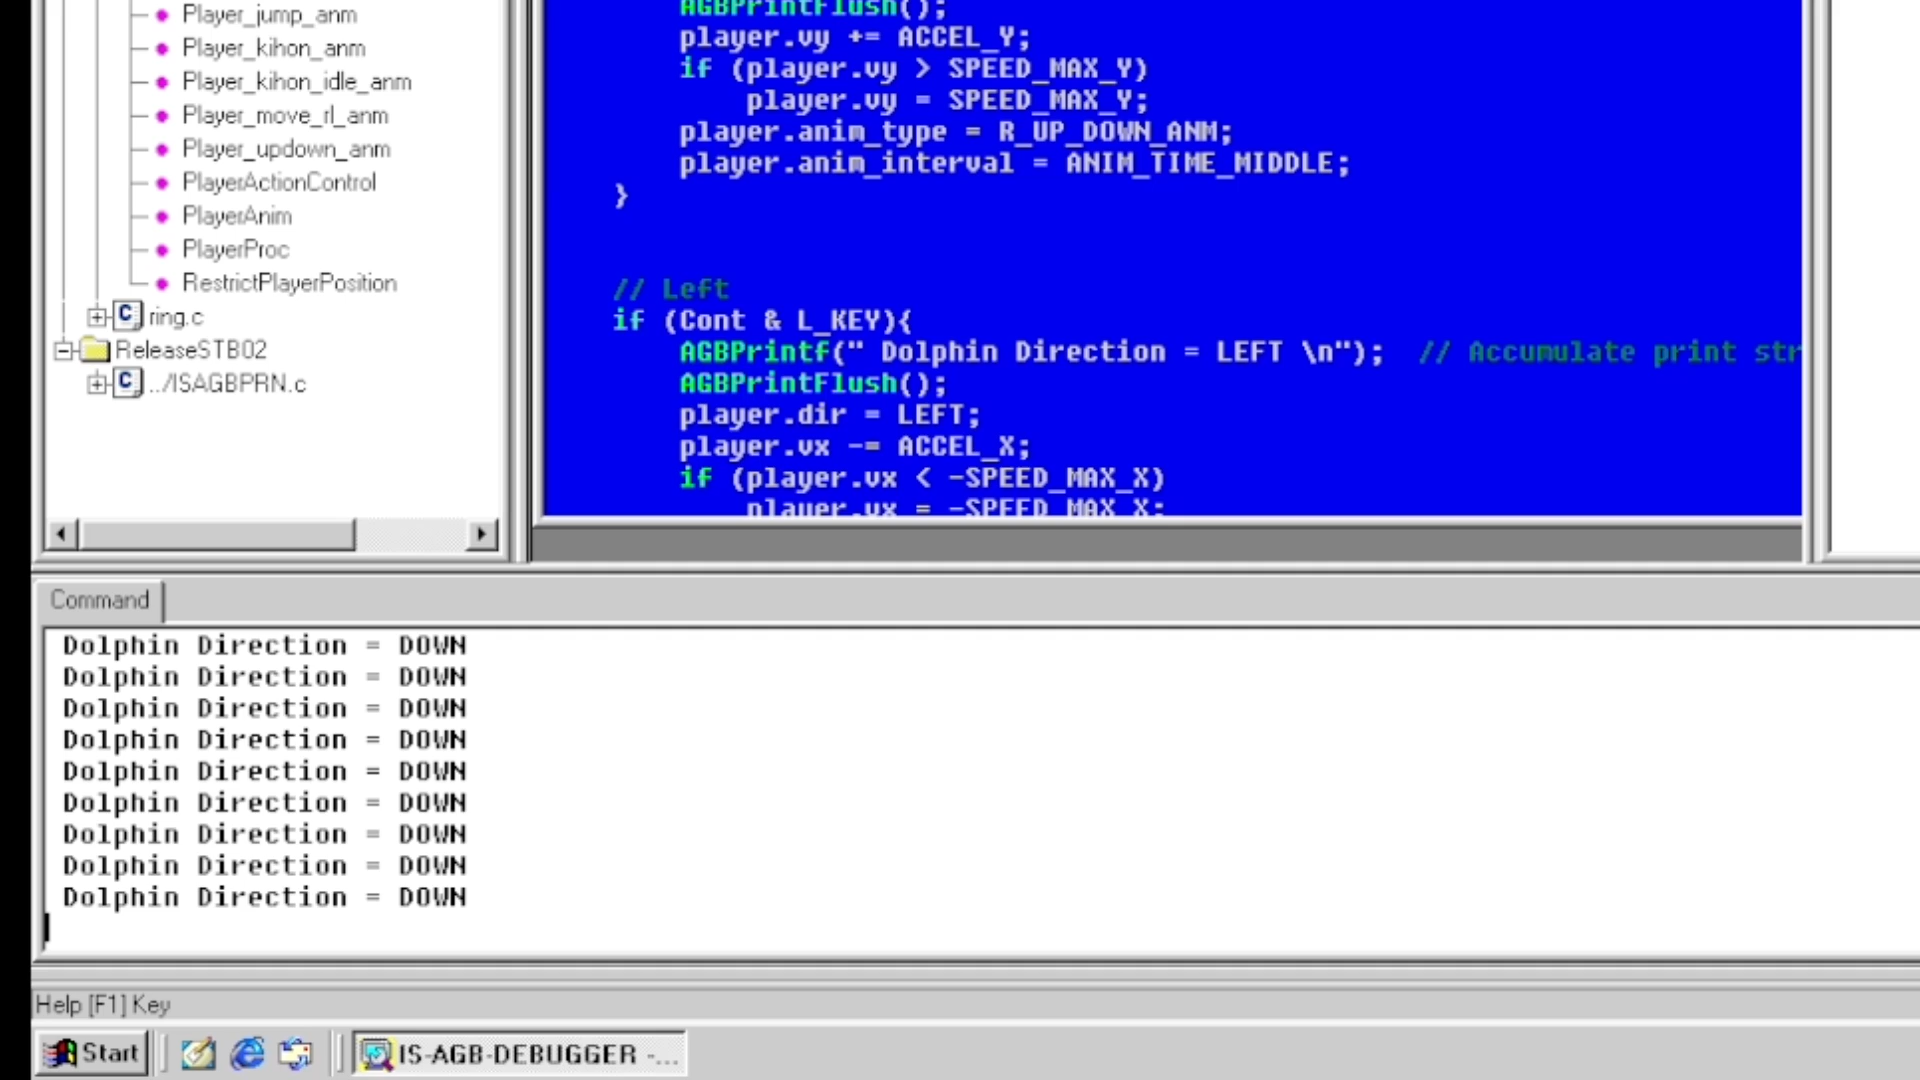 Player_jump_anm
Player_kihon_anm
Player_kihon_idle_anm
Player_move_rl_anm
Player_updown_anm
PlayerActionControl
PlayerAnim
PlayerProc
RestrictPlayerPosition
ring.c
ReleaseSTB02
../ISAGBPRN.c
AGBPrintFlush();
player.vy += ACCEL_Y;
if (player.vy > SPEED_MAX_Y)
player.vy = SPEED_MAX_Y;
player.anim_type = R_UP_DOWN_ANM;
player.anim_interval = ANIM_TIME_MIDDLE;
}
// Left
if (Cont & L_KEY){
AGBPrintf(" Dolphin Direction = LEFT \n"); // Accumulate print str
AGBPrintFlush();
player.dir = LEFT;
player.vx -= ACCEL_X;
if (player.vx < -SPEED_MAX_X)
player.vx = -SPEED_MAX_X;
Command
Dolphin Direction = DOWN
Dolphin Direction = DOWN
Dolphin Direction = DOWN
Dolphin Direction = DOWN
Dolphin Direction = DOWN
Dolphin Direction = DOWN
Dolphin Direction = DOWN
Dolphin Direction = DOWN
Dolphin Direction = DOWN
Help [F1] Key
Start
IS-AGB-DEBUGGER -...